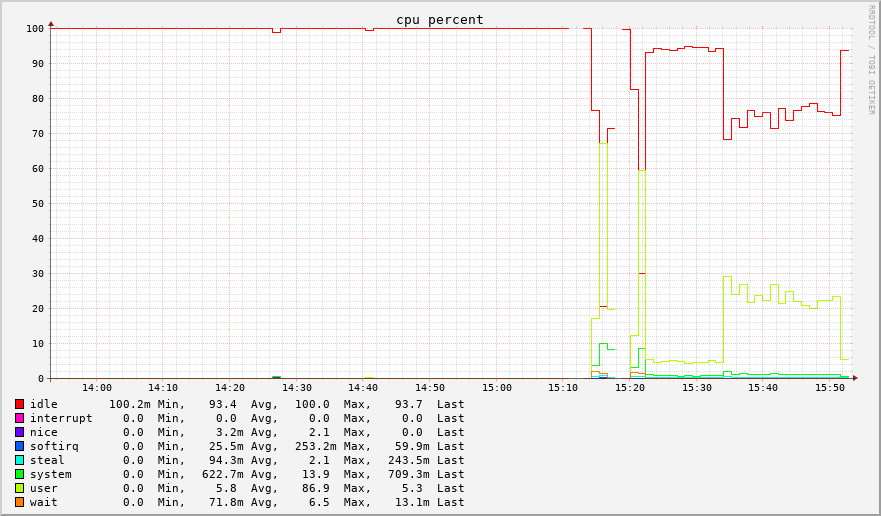 cpu percent
RRDTOOL / TOBI OETIKER
100
90
80
70
60
50
40
30
20
10
0
14:00 14:10 14:20 14:30 14:40 14:50 15:00 15:10 15:20 15:30 15:40 15:50
idle 100.2m Min, 93.4 Avg, 100.0 Max, 93.7 Last
interrupt 0.0 Min, 0.0 Avg, 0.0 Max, 0.0 Last
nice 0.0 Min, 3.2m Avg, 2.1 Max, 0.0 Last
softirq 0.0 Min, 25.5m Avg, 253.2m Max, 59.9m Last
steal 0.0 Min, 94.3m Avg, 2.1 Max, 243.5m Last
system 0.0 Min, 622.7m Avg, 13.9 Max, 709.3m Last
user 0.0 Min, 5.8 Avg, 86.9 Max, 5.3 Last
wait 0.0 Min, 71.8m Avg, 6.5 Max, 13.1m Last